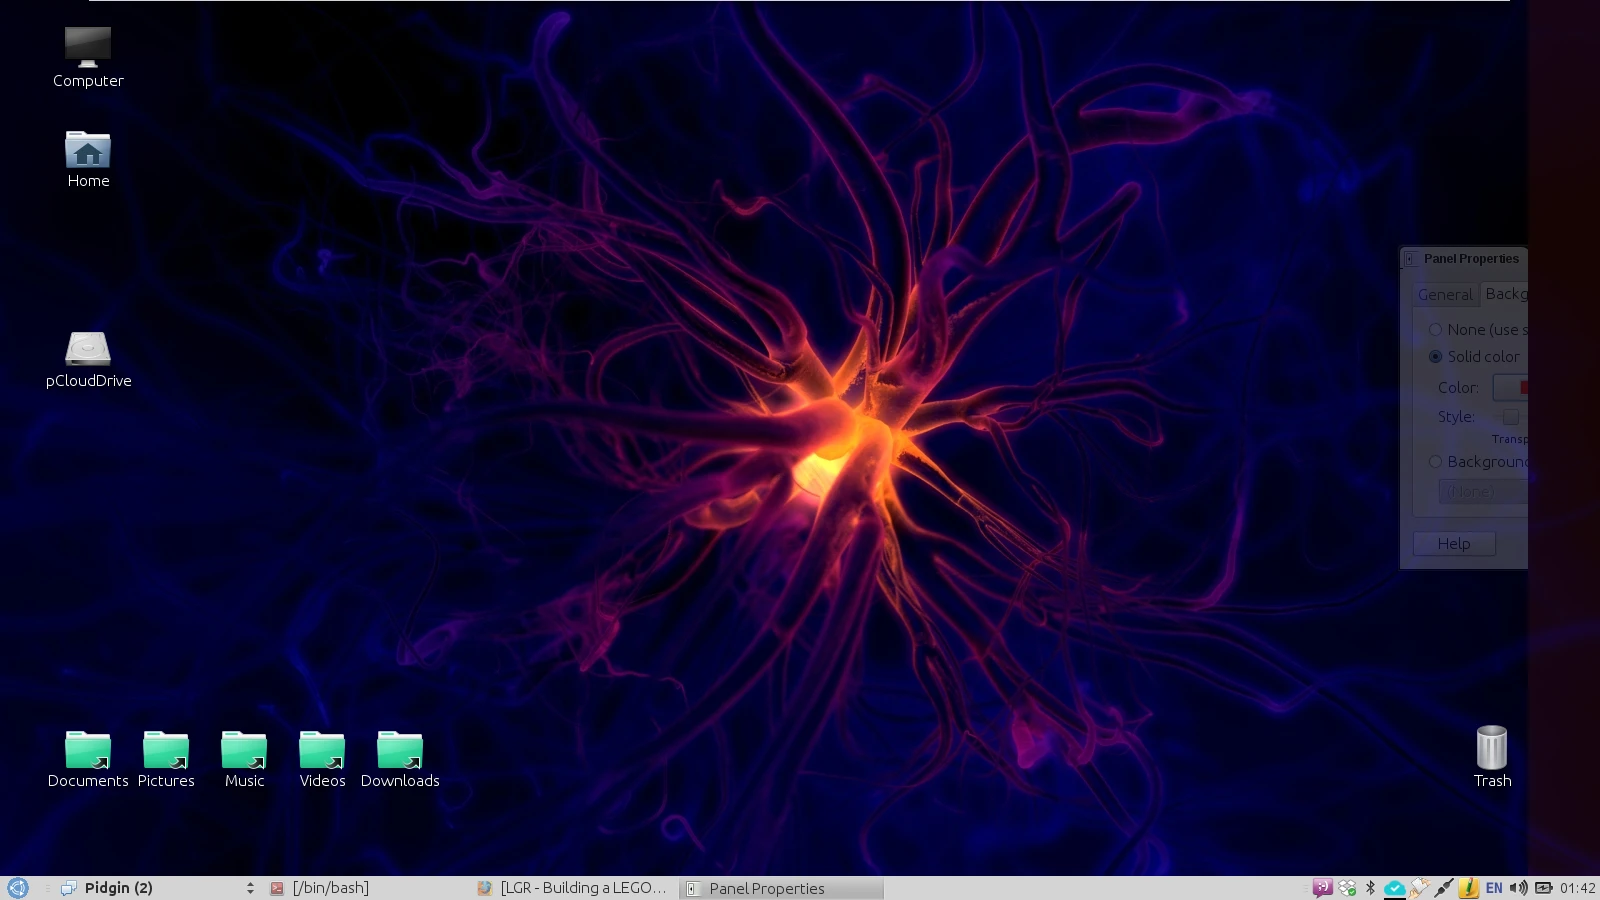 Computer
Home
pCloudDrive
Panel Properties
General Backg
None (use s
Solid color
Color:
Style:
Transp
Background
(None)
Help
Documents Pictures Music Videos Downloads
Trash
Pidgin (2) [/bin/bash] [LGR - Building a LEGO... Panel Properties EN 01:42